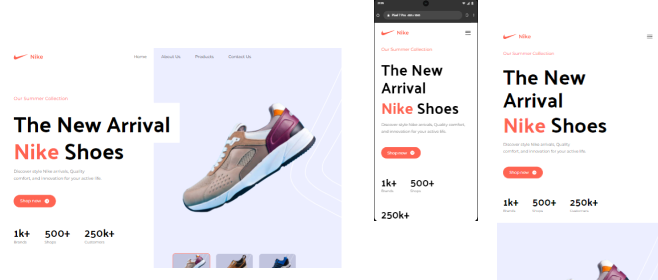 Nike
Home
About Us
Products
Contact Us
Our Summer Collection
The New Arrival
Nike Shoes
Discover style Nike arrivals, Quality
comfort, and innovation for your active life.
Shop now
1k+
500+
250k+
Brands
Shops
Customers
Nike
Our Summer Collection
The New
Arrival
Nike Shoes
Discover style Nike arrivals, Quality comfort,
and innovation for your active life.
Shop now
1k+
500+
Brands
Shops
250k+
Nike
Our Summer Collection
The New
Arrival
Nike Shoes
Discover style Nike arrivals, Quality
comfort, and innovation for your active life.
Shop now
1k+
500+
250k+
Brands
Shops
Customers